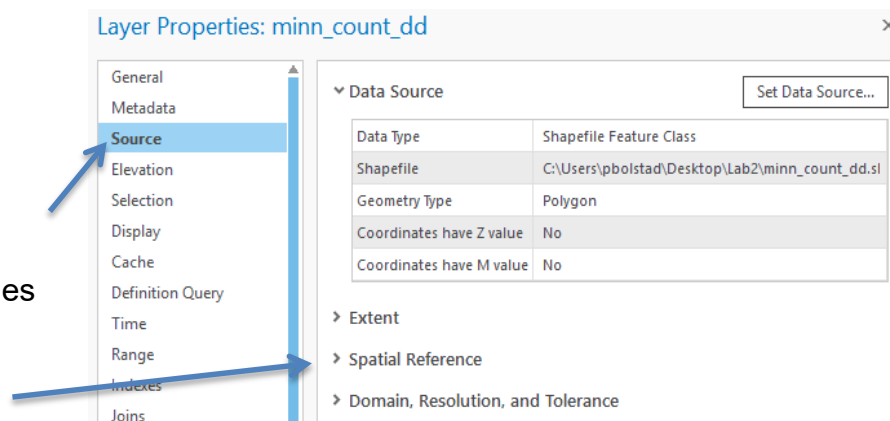 Layer Properties: minn_count_dd
General
Metadata
Source
Elevation
Selection
Display
Cache
Definition Query
Time
Range
Indexes
Joins
es
Data Source
Set Data Source...
Data Type Shapefile Feature Class
Shapefile C:\Users\pbolstad\Desktop\Lab2\minn_count_dd.sl
Geometry Type Polygon
Coordinates have Z value No
Coordinates have M value No
Extent
Spatial Reference
Domain, Resolution, and Tolerance